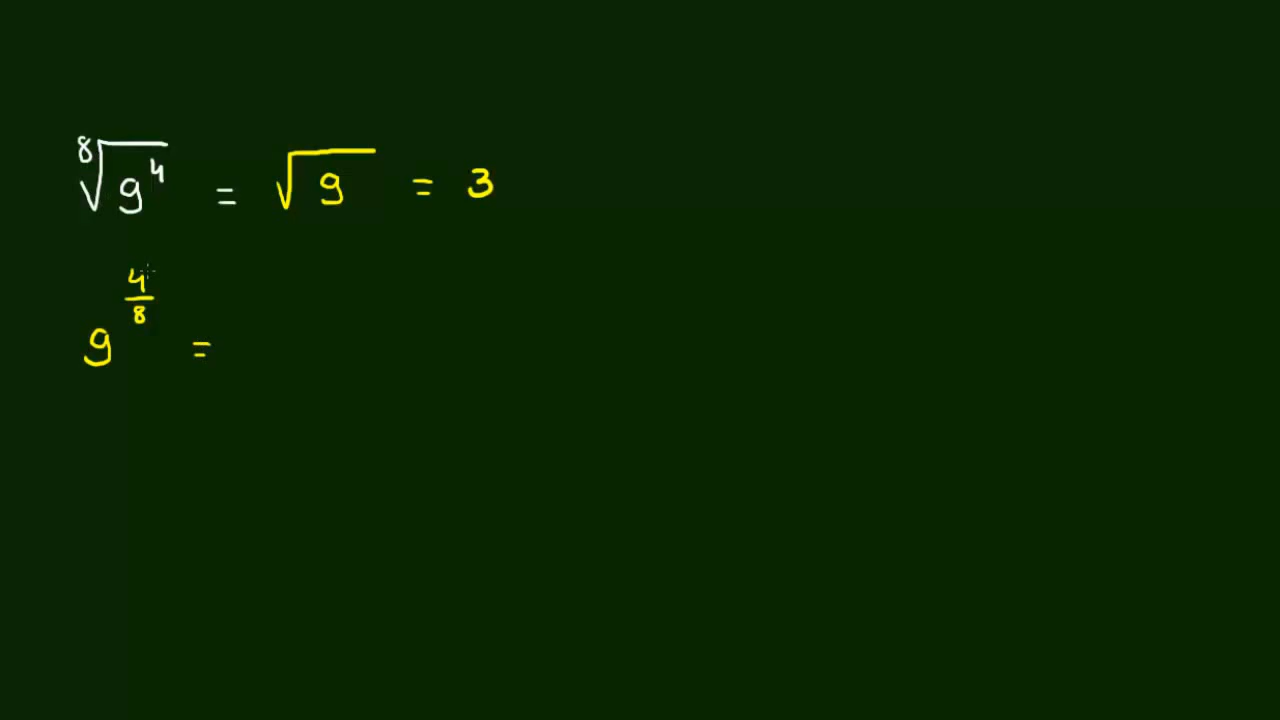 ⁸√9⁴ = √9 = 3
9^(4/8) =